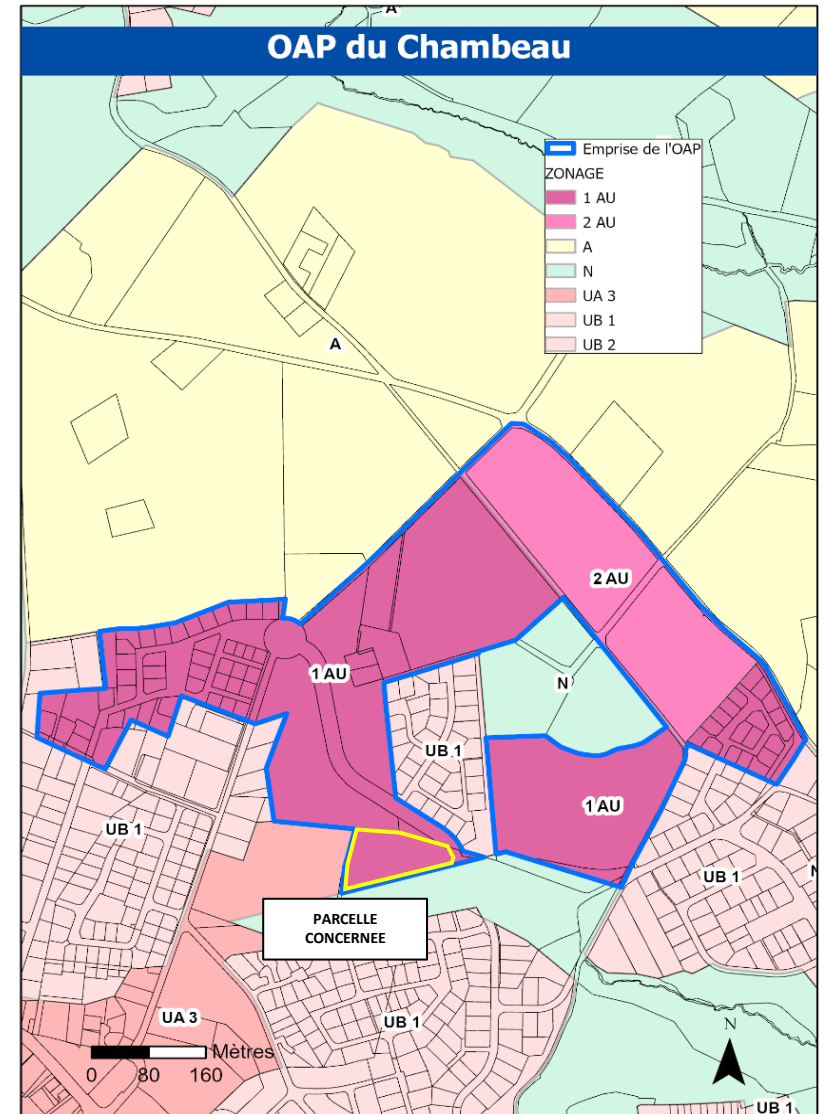 A
OAP du Chambeau
Emprise de l'OAP
ZONAGE
1 AU
2 AU
A
N
UA 3
UB 1
UB 2
A
2 AU
N
1 AU
UB 1
1 AU
UB 1
UB 1
N
PARCELLE
CONCERNEE
UA 3
UB 1
N
Mètres
0 80 160
UB 1